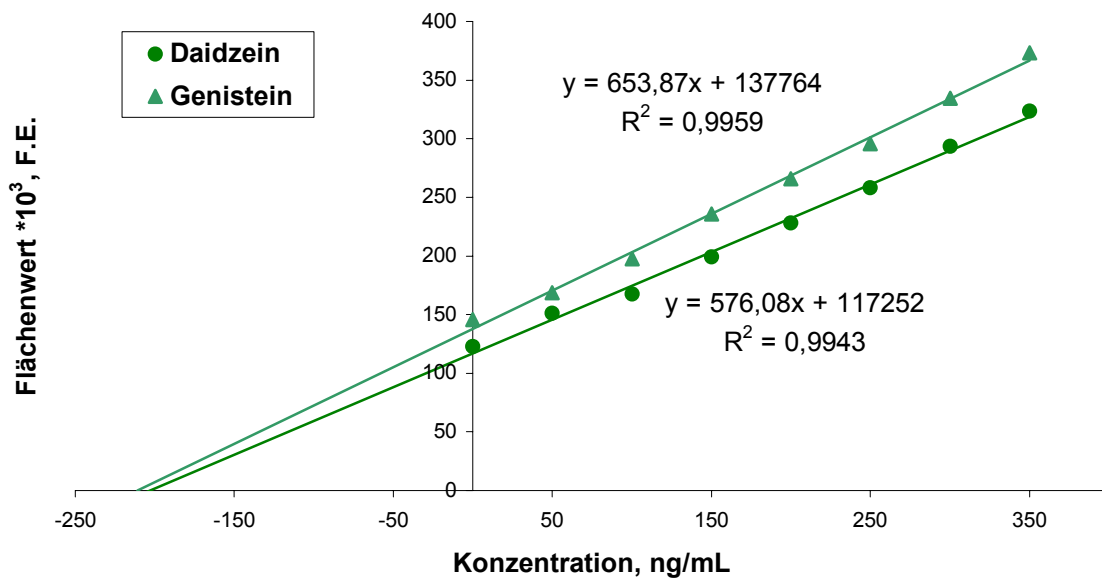 Daidzein
Genistein
y = 653,87x + 137764
R² = 0,9959
y = 576,08x + 117252
R² = 0,9943
Flächenwert *10³, F.E.
400
350
300
250
200
150
100
50
0
-250
-150
-50
50
150
250
350
Konzentration, ng/mL